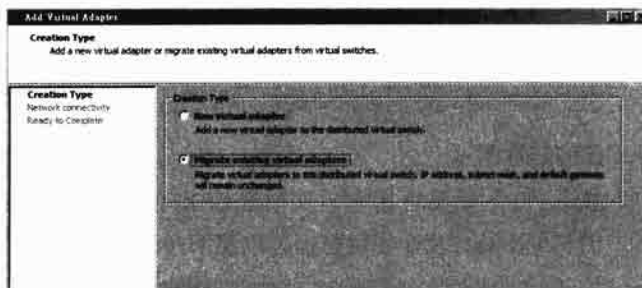 Add Virtual Adapter
Creation Type
Add a new virtual adapter or migrate existing virtual adapters from virtual switches.
Creation Type
Network connectivity
Ready to Complete
Creation Type
New virtual adapter
Add a new virtual adapter to the distributed virtual switch.
Migrate existing virtual adapters
Migrate virtual adapters to this distributed virtual switch. IP address, subnet mask, and default gateway
will remain unchanged.